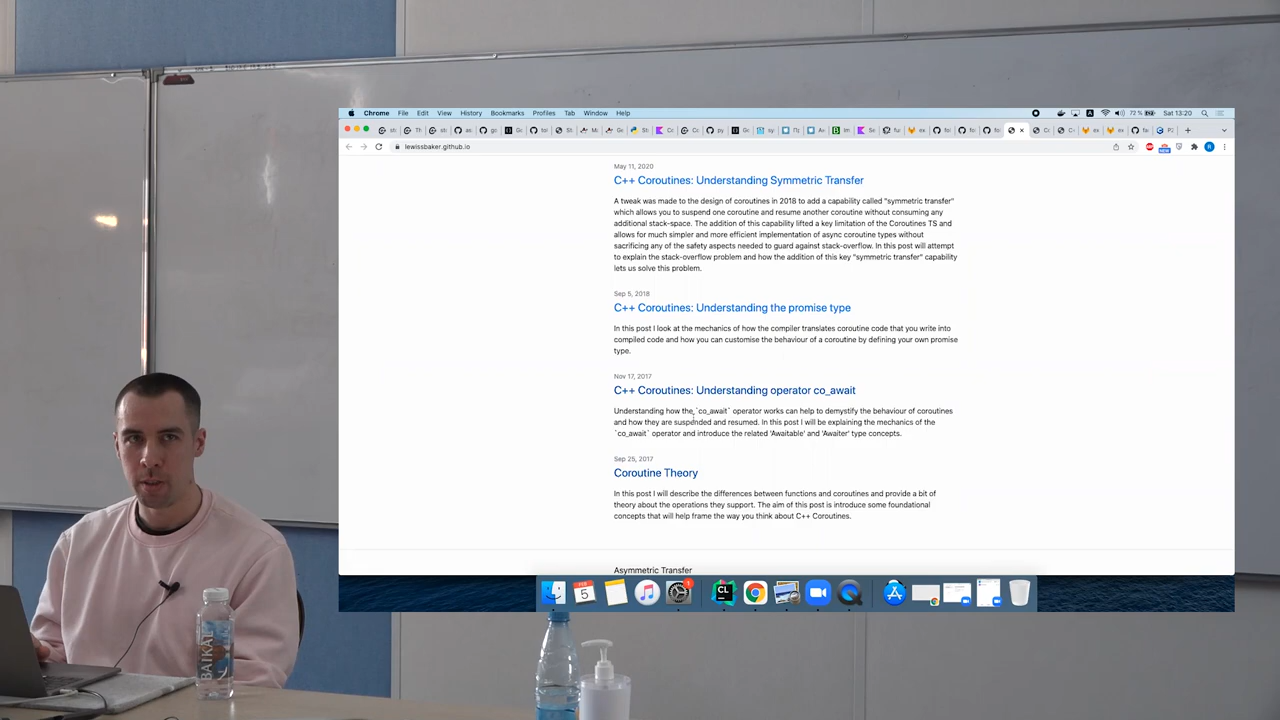 Chrome File Edit View History Bookmarks Profiles Tab Window Help
72 % Sat 13:20
lewissbaker.github.io
May 11, 2020
C++ Coroutines: Understanding Symmetric Transfer
A tweak was made to the design of coroutines in 2018 to add a capability called "symmetric transfer"
which allows you to suspend one coroutine and resume another coroutine without consuming any
additional stack-space. The addition of this capability lifted a key limitation of the Coroutines TS and
allows for much simpler and more efficient implementation of async coroutine types without
sacrificing any of the safety aspects needed to guard against stack-overflow. In this post will attempt
to explain the stack-overflow problem and how the addition of this key "symmetric transfer" capability
lets us solve this problem.
Sep 5, 2018
C++ Coroutines: Understanding the promise type
In this post I look at the mechanics of how the compiler translates coroutine code that you write into
compiled code and how you can customise the behaviour of a coroutine by defining your own promise
type.
Nov 17, 2017
C++ Coroutines: Understanding operator co_await
Understanding how the `co_await` operator works can help to demystify the behaviour of coroutines
and how they are suspended and resumed. In this post I will be explaining the mechanics of the
`co_await` operator and introduce the related 'Awaitable' and 'Awaiter' type concepts.
Sep 25, 2017
Coroutine Theory
In this post I will describe the differences between functions and coroutines and provide a bit of
theory about the operations they support. The aim of this post is introduce some foundational
concepts that will help frame the way you think about C++ Coroutines.
Asymmetric Transfer
FEB
5
1
CL
BAIKAL